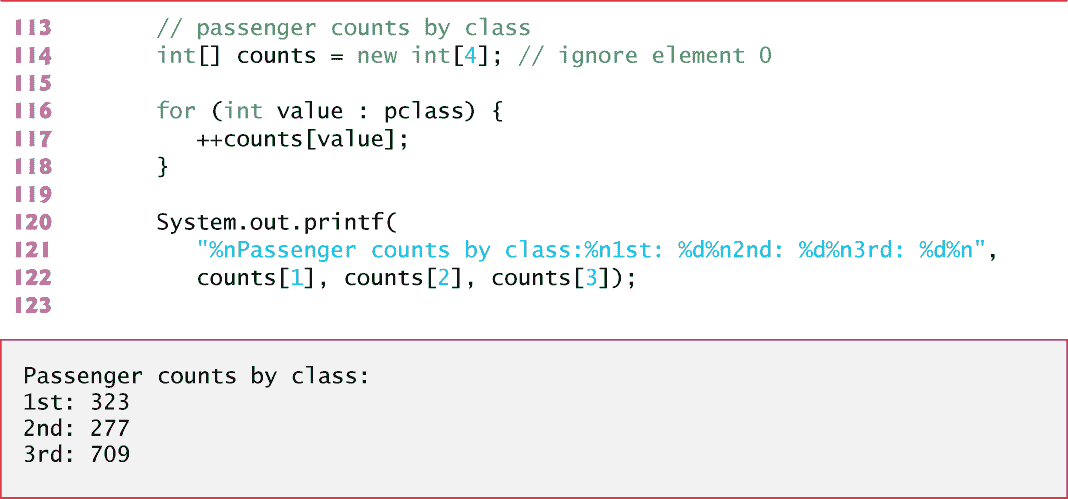 113        // passenger counts by class
114        int[] counts = new int[4]; // ignore element 0
115
116        for (int value : pclass) {
117           ++counts[value];
118        }
119
120        System.out.printf(
121           "%nPassenger counts by class:%n1st: %d%n2nd: %d%n3rd: %d%n",
122           counts[1], counts[2], counts[3]);
123
Passenger counts by class:
1st: 323
2nd: 277
3rd: 709